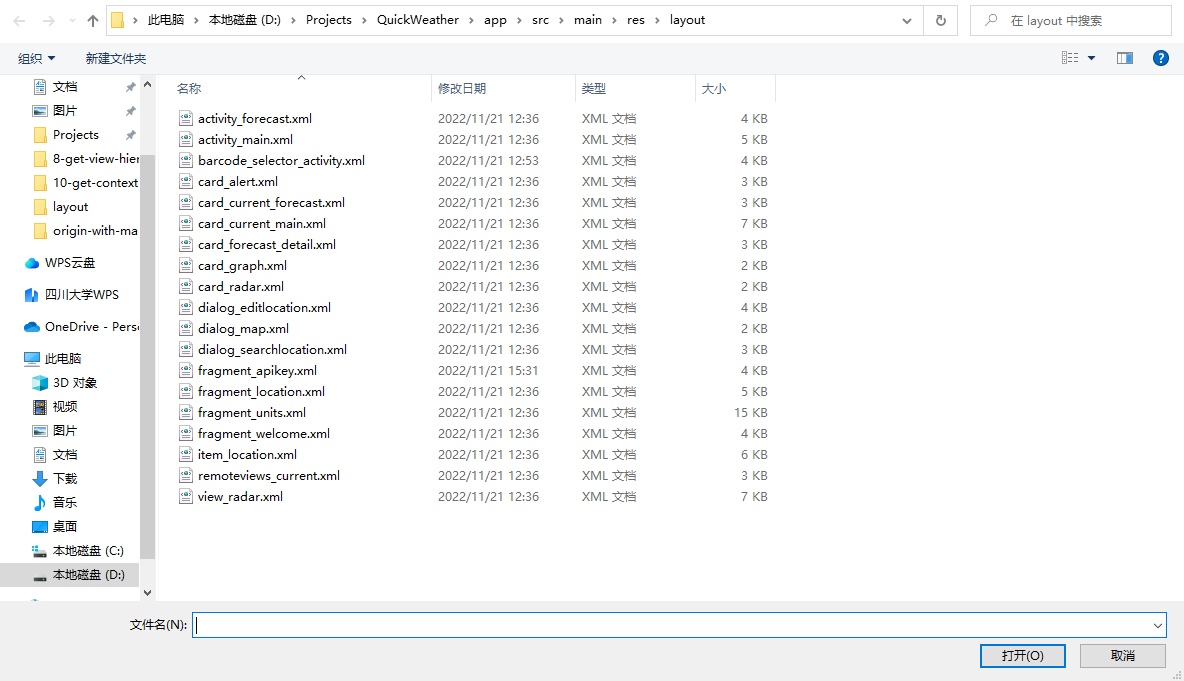 此电脑 本地磁盘 (D:) Projects QuickWeather app src main res layout
在 layout 中搜索
组织 新建文件夹
文档
图片
Projects
8-get-view-hier
10-get-context
layout
origin-with-ma
WPS云盘
四川大学WPS
OneDrive - Perso
此电脑
3D 对象
视频
图片
文档
下载
音乐
桌面
本地磁盘 (C:)
本地磁盘 (D:)
名称 修改日期 类型 大小
activity_forecast.xml 2022/11/21 12:36 XML 文档 4 KB
activity_main.xml 2022/11/21 12:36 XML 文档 5 KB
barcode_selector_activity.xml 2022/11/21 12:53 XML 文档 4 KB
card_alert.xml 2022/11/21 12:36 XML 文档 3 KB
card_current_forecast.xml 2022/11/21 12:36 XML 文档 3 KB
card_current_main.xml 2022/11/21 12:36 XML 文档 7 KB
card_forecast_detail.xml 2022/11/21 12:36 XML 文档 3 KB
card_graph.xml 2022/11/21 12:36 XML 文档 2 KB
card_radar.xml 2022/11/21 12:36 XML 文档 2 KB
dialog_editlocation.xml 2022/11/21 12:36 XML 文档 4 KB
dialog_map.xml 2022/11/21 12:36 XML 文档 2 KB
dialog_searchlocation.xml 2022/11/21 12:36 XML 文档 3 KB
fragment_apikey.xml 2022/11/21 15:31 XML 文档 4 KB
fragment_location.xml 2022/11/21 12:36 XML 文档 5 KB
fragment_units.xml 2022/11/21 12:36 XML 文档 15 KB
fragment_welcome.xml 2022/11/21 12:36 XML 文档 4 KB
item_location.xml 2022/11/21 12:36 XML 文档 6 KB
remoteviews_current.xml 2022/11/21 12:36 XML 文档 3 KB
view_radar.xml 2022/11/21 12:36 XML 文档 7 KB
文件名(N):
打开(O) 取消